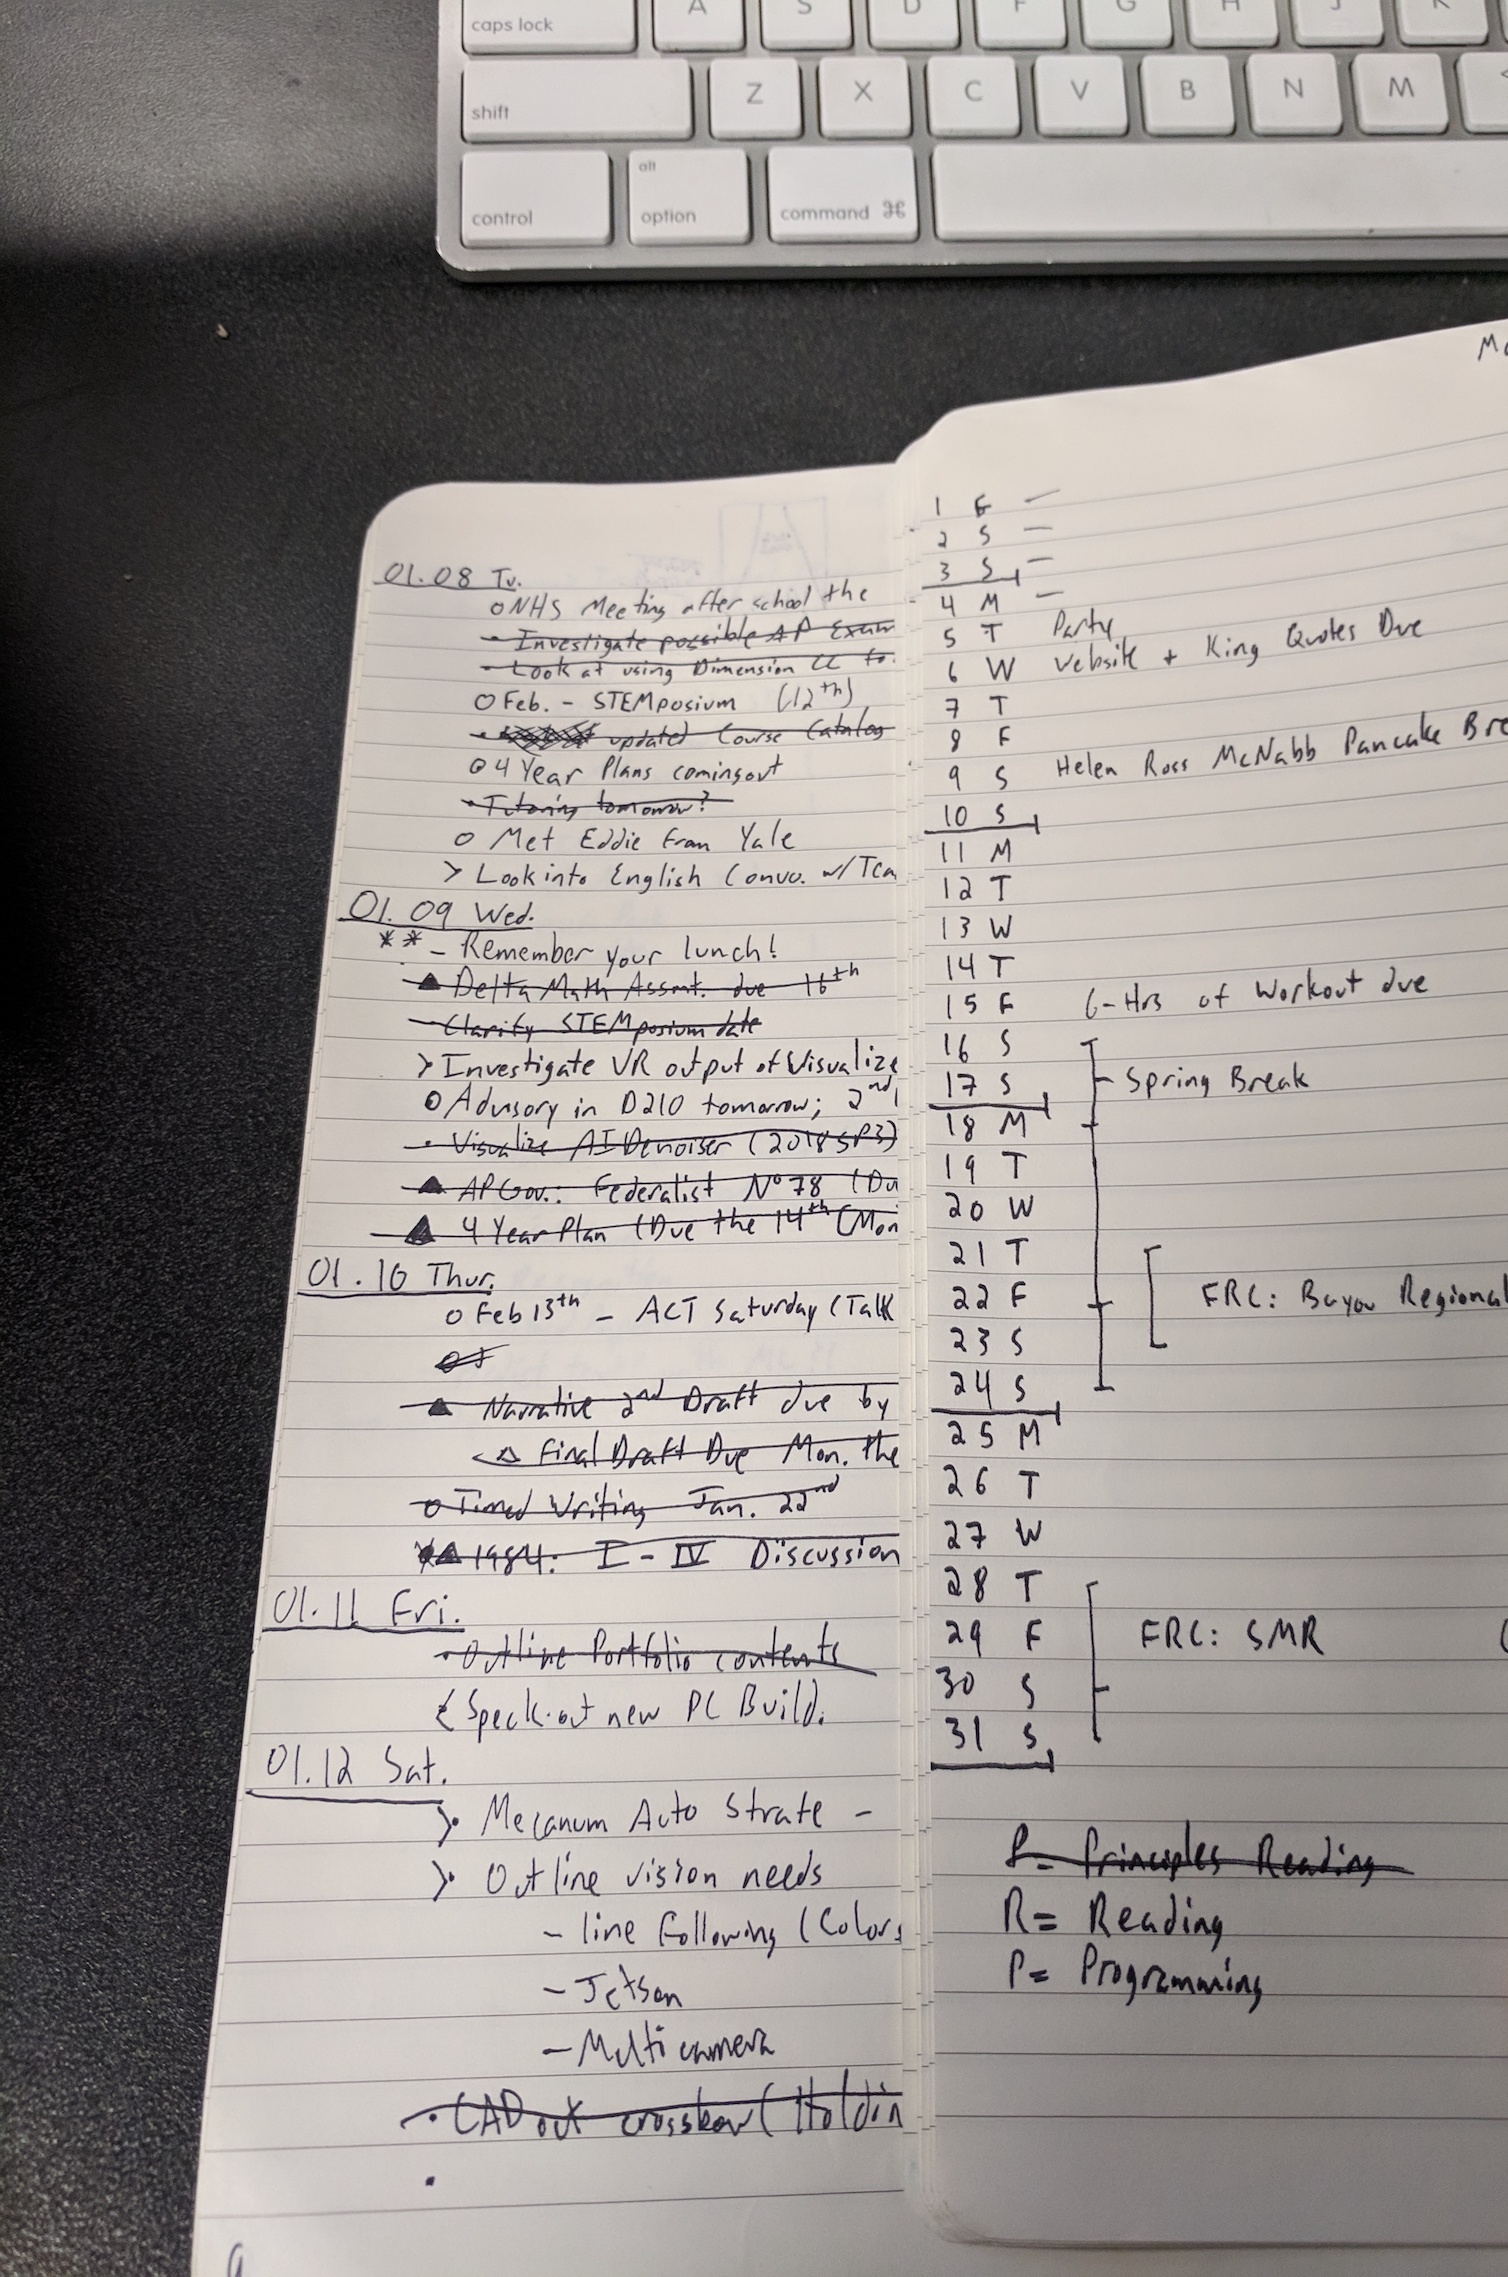 caps lock A S D F G H J K
shift Z X C V B N M <
control alt option command ⌘
01.08 Tu.
o NHS Meeting after school the
- Investigate possible AP Exam
- Look at using Dimension CC to
O Feb. - STEMposium (12th)
updated Course Catalog
o 4 Year Plans coming out
• Tutoring tomorrow?
o Met Eddie from Yale
> Look into English Convo. w/
01.09 Wed.
** - Remember your lunch!
▲ Delta Math Assmt. due 16th
- Clarify STEMposium date
> Investigate VR output of Visualize
O Advisory in D210 tomorrow; 2nd
• Visualize AI Denoiser (2018 SP3)
▲ AP Gov.: Federalist No 78 (Du
▲ 4 Year Plan (Due the 14th (Mon
01.10 Thur.
o Feb 13th - ACT Saturday (Talk
▲ Narrative 2nd Draft due by
△ Final Draft Due Mon. the
o Timed Writing Jan. 22nd
▲ 1984: I - IV Discussion
01.11 Fri.
• Outline Portfolio contents
< Speck-out new PC Build.
01.12 Sat.
> Mecanum Auto Strate -
> Outline vision needs
- line following (Colors
- Jetson
- Multi camera
• CAD out crossbow (Holdin
•
1 F -
2 S -
3 S -
4 M -
5 T Party
6 W Website + King Quotes Due
7 T
8 F
9 S Helen Ross McNabb Pancake Bre
10 S
11 M
12 T
13 W
14 T
15 F 6-Hrs of Workout due
16 S
17 S Spring Break
18 M
19 T
20 W
21 T
22 F FRC: Bayou Regional
23 S
24 S
25 M
26 T
27 W
28 T
29 F FRC: SMR (
30 S
31 S
P= Principles Reading
R= Reading
P= Programming